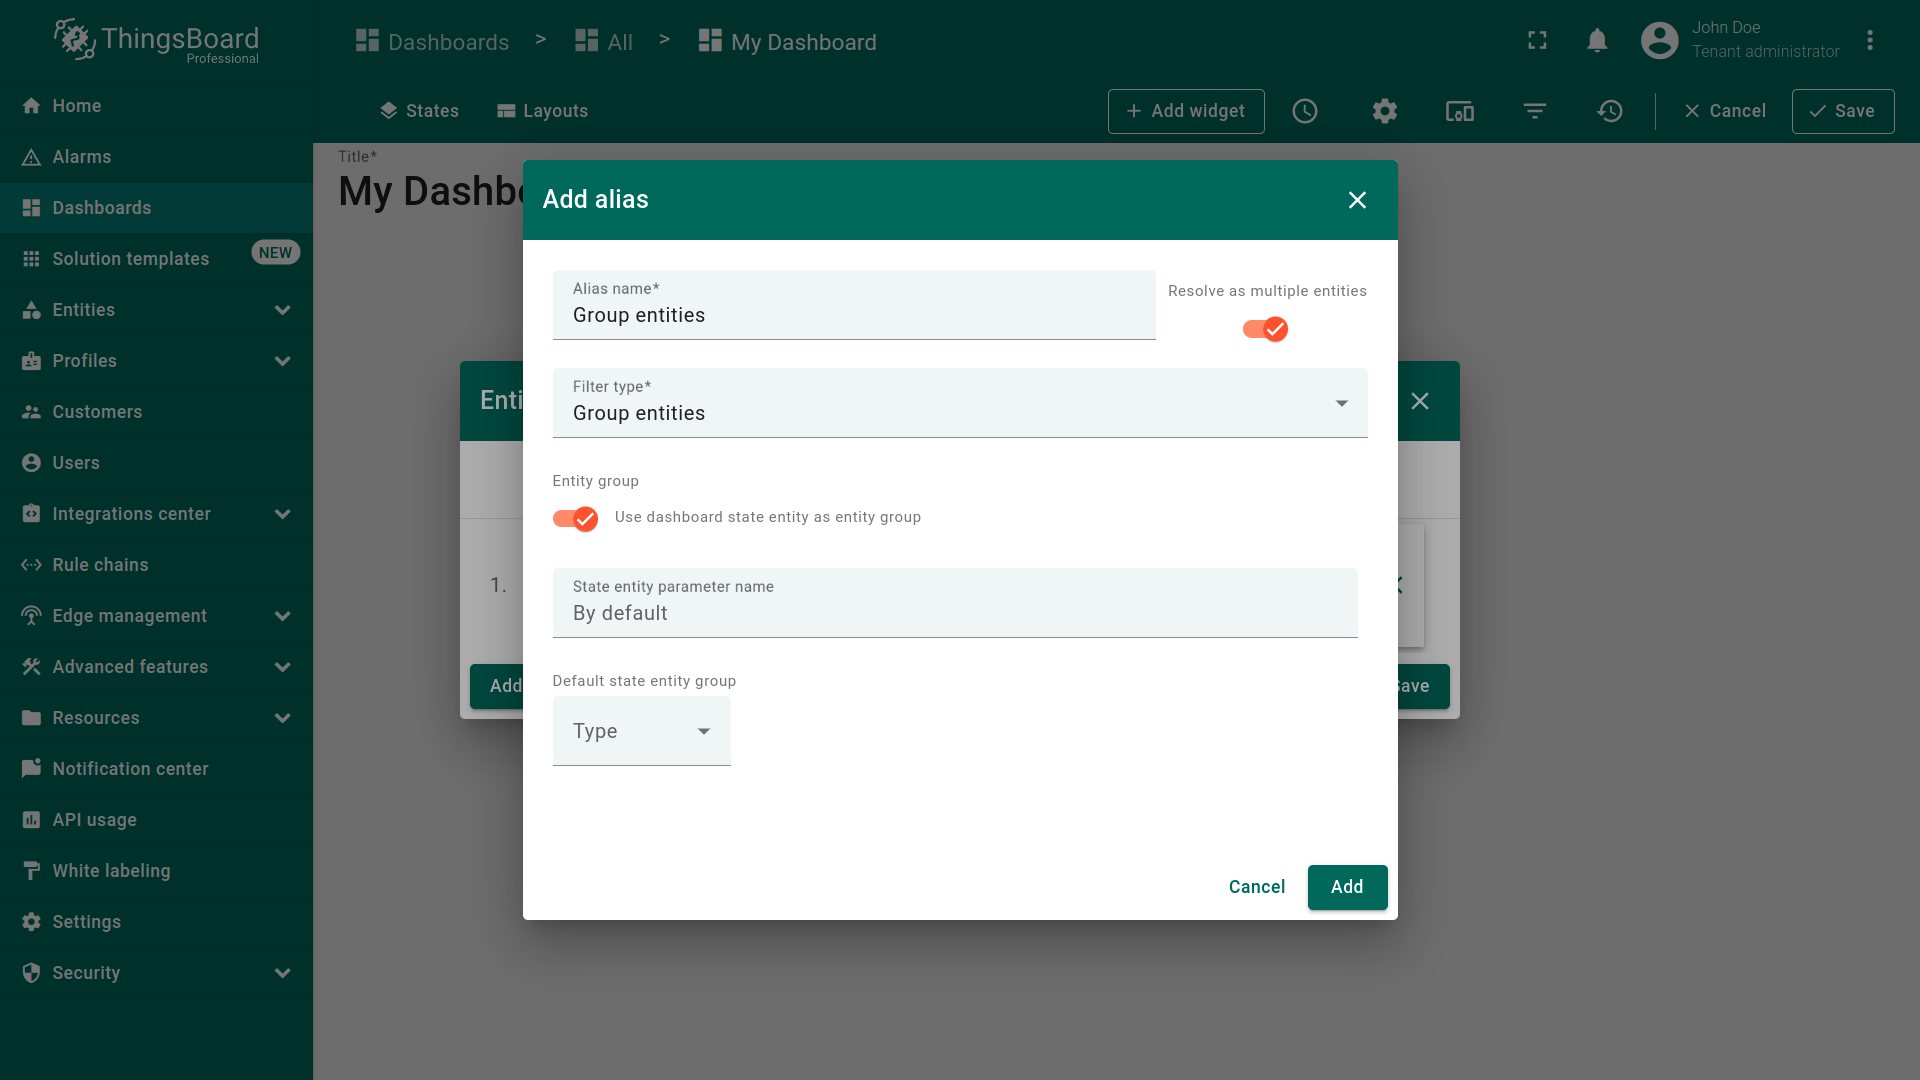 ThingsBoard
Professional
Dashboards > All > My Dashboard
John Doe
Tenant administrator
States
Layouts
+ Add widget
Cancel
Save
Home
Alarms
Dashboards
Solution templates
NEW
Entities
Profiles
Customers
Users
Integrations center
Rule chains
Edge management
Advanced features
Resources
Notification center
API usage
White labeling
Settings
Security
Title*
Add alias
Alias name*
Group entities
Resolve as multiple entities
Filter type*
Group entities
Entity group
Use dashboard state entity as entity group
State entity parameter name
By default
Default state entity group
Type
Cancel
Add
1.
Add